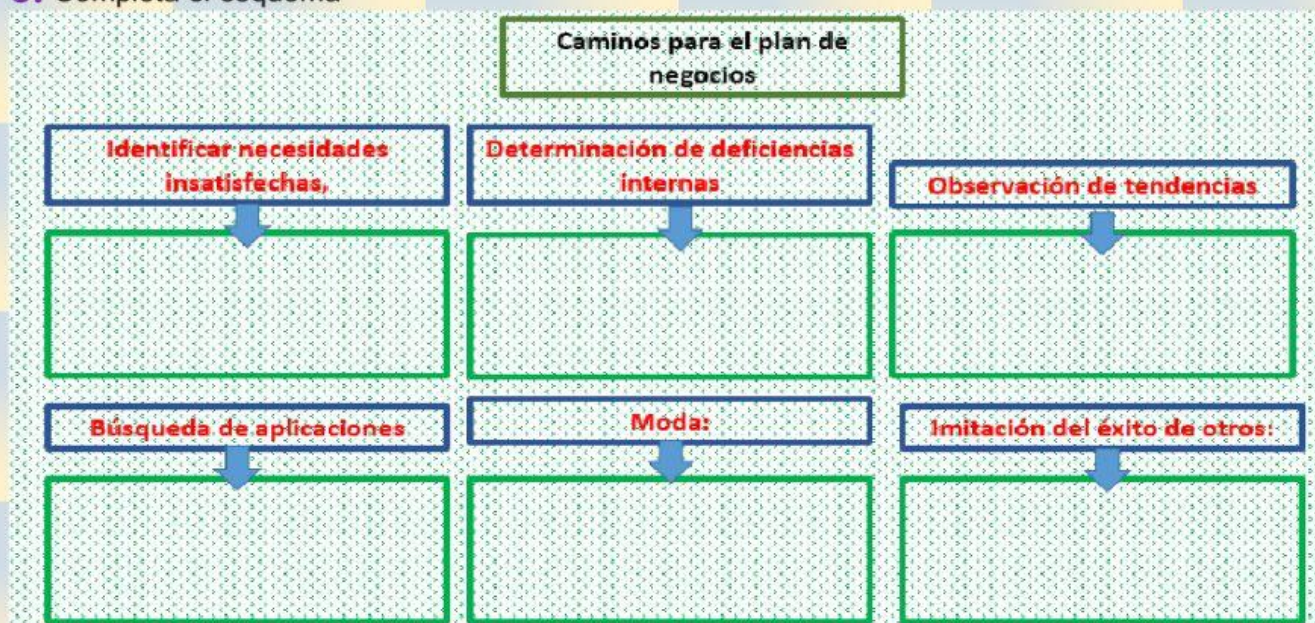 Caminos para el plan de
negocios
Identificar necesidades
insatisfechas,
Determinación de deficiencias
internas
Observación de tendencias
Búsqueda de aplicaciones
Moda:
Imitación del éxito de otros: